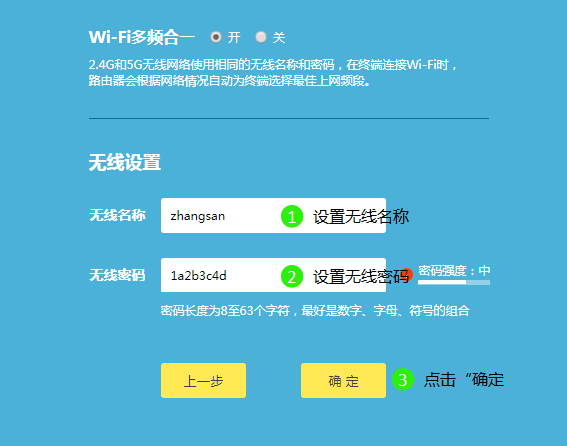 Wi-Fi多频合一 开 关
2.4G和5G无线网络使用相同的无线名称和密码，在终端连接Wi-Fi时，
路由器会根据网络情况自动为终端选择最佳上网频段。
无线设置
无线名称 zhangsan 1 设置无线名称
无线密码 1a2b3c4d 2 设置无线密码 密码强度：中
密码长度为8至63个字符，最好是数字、字母、符号的组合
上一步 确 定 3 点击“确定